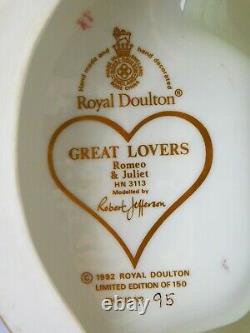 Hand made and hand decorated
Royal Doulton®
GREAT LOVERS
Romeo
& Juliet
HN 3113
Modelled by
Robert Jefferson
© 1992 ROYAL DOULTON
LIMITED EDITION OF 150
95